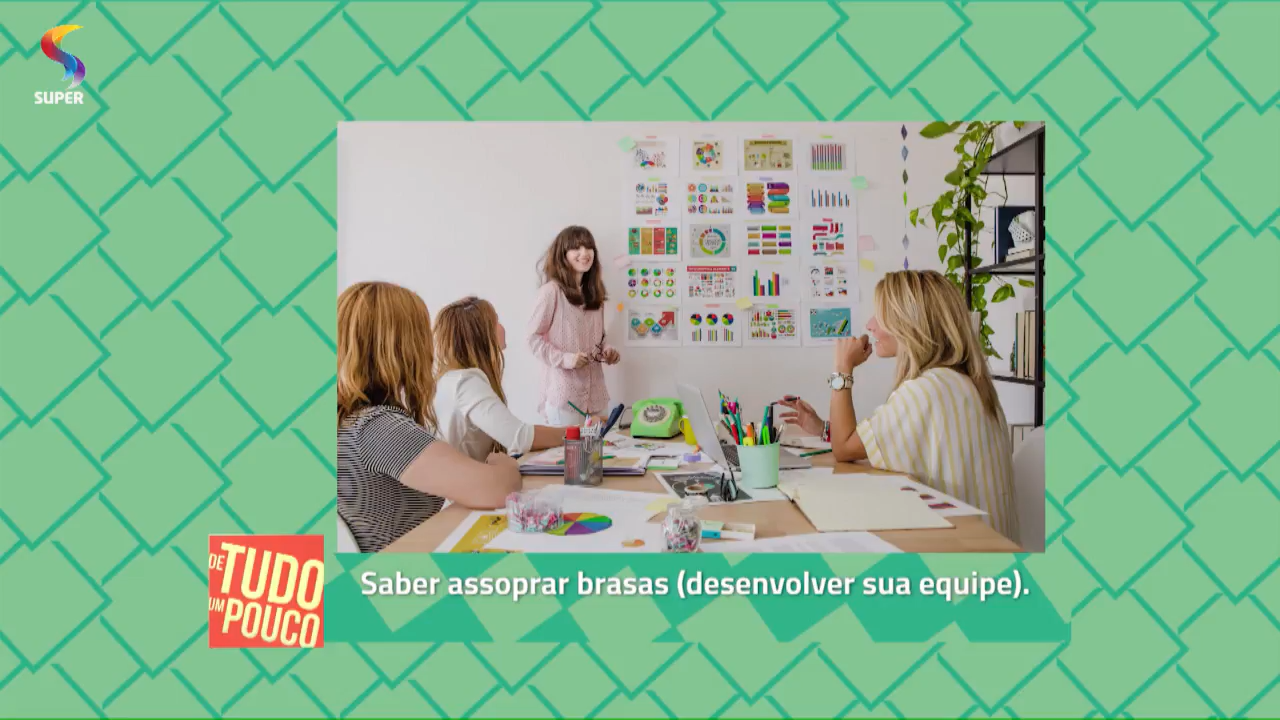 SUPER
DE
TUDO
UM
POUCO
Saber assoprar brasas (desenvolver sua equipe).